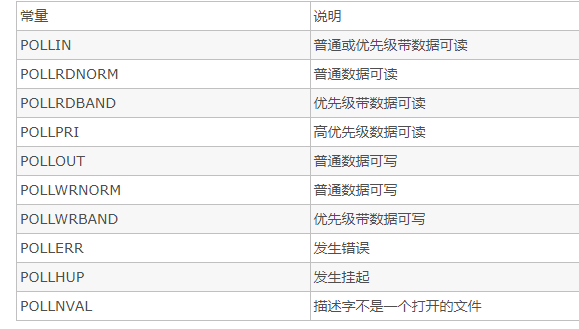 常量 说明
POLLIN 普通或优先级带数据可读
POLLRDNORM 普通数据可读
POLLRDBAND 优先级带数据可读
POLLPRI 高优先级数据可读
POLLOUT 普通数据可写
POLLWRNORM 普通数据可写
POLLWRBAND 优先级带数据可写
POLLERR 发生错误
POLLHUP 发生挂起
POLLNVAL 描述字不是一个打开的文件